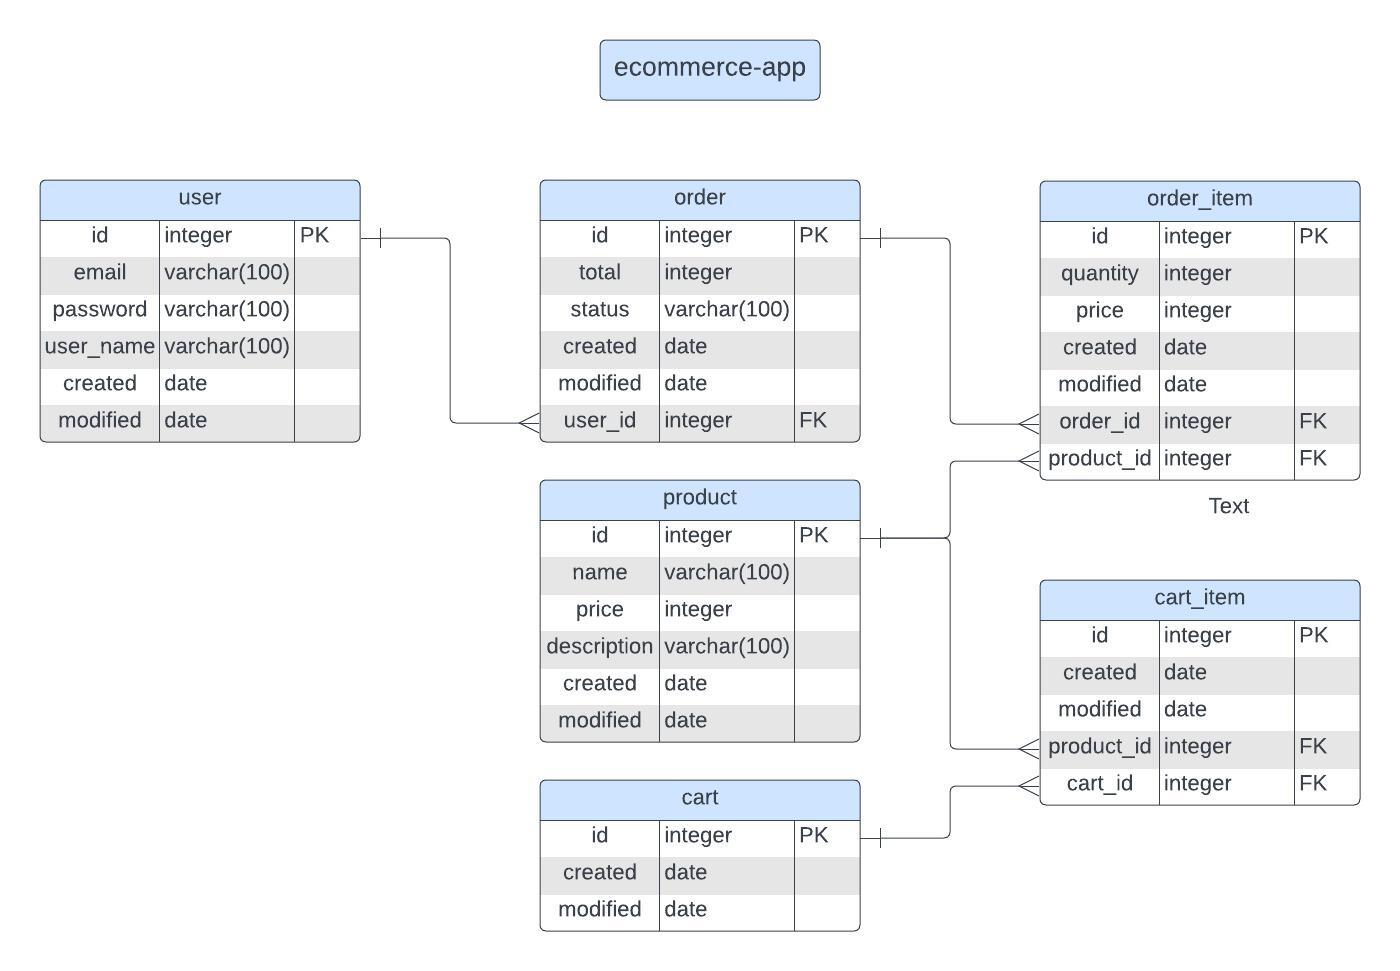 ecommerce-app
user
id integer PK
email varchar(100)
password varchar(100)
user_name varchar(100)
created date
modified date
order
id integer PK
total integer
status varchar(100)
created date
modified date
user_id integer FK
order_item
id integer PK
quantity integer
price integer
created date
modified date
order_id integer FK
product_id integer FK
Text
product
id integer PK
name varchar(100)
price integer
description varchar(100)
created date
modified date
cart_item
id integer PK
created date
modified date
product_id integer FK
cart_id integer FK
cart
id integer PK
created date
modified date